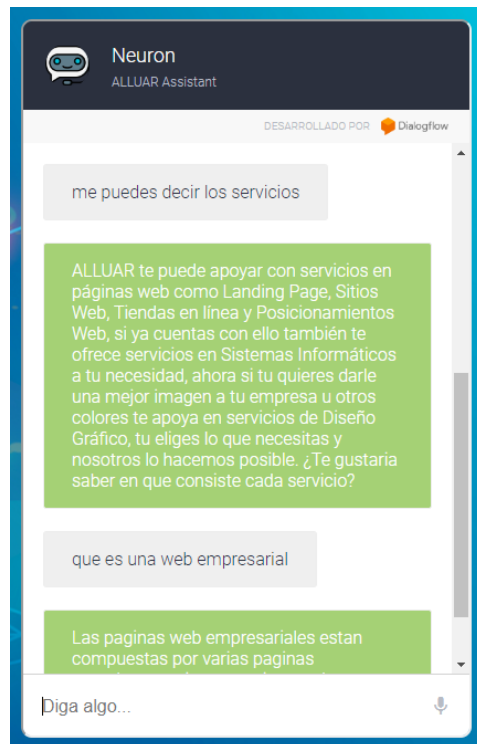 Neuron
ALLUAR Assistant
DESARROLLADO POR Dialogflow
me puedes decir los servicios
ALLUAR te puede apoyar con servicios en
páginas web como Landing Page, Sitios
Web, Tiendas en línea y Posicionamientos
Web, si ya cuentas con ello también te
ofrece servicios en Sistemas Informáticos
a tu necesidad, ahora si tu quieres darle
una mejor imagen a tu empresa u otros
colores te apoya en servicios de Diseño
Gráfico, tu eliges lo que necesitas y
nosotros lo hacemos posible. ¿Te gustaria
saber en que consiste cada servicio?
que es una web empresarial
Las paginas web empresariales estan
compuestas por varias paginas
Diga algo...